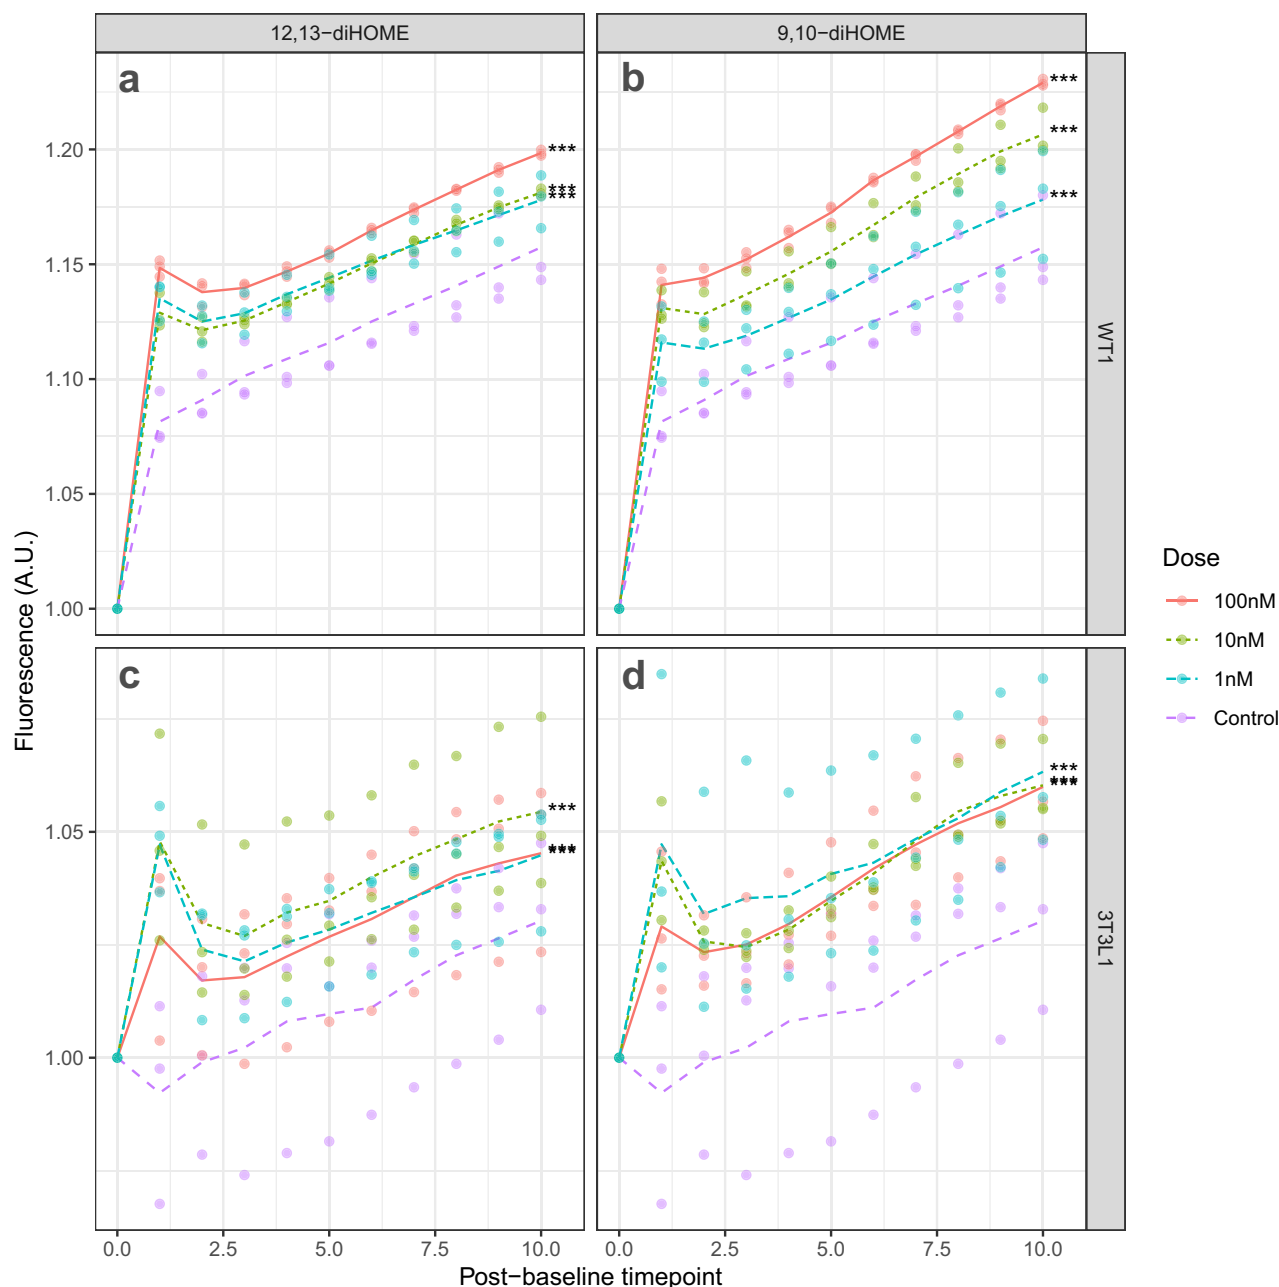 12,13−diHOME
9,10−diHOME
a
b
1.20
1.15
1.10
1.05
1.00
***
***
***
***
***
***
WT1
Fluorescence (A.U.)
c
d
1.05
1.00
***
***
***
***
3T3L1
0.0 2.5 5.0 7.5 10.0
0.0 2.5 5.0 7.5 10.0
Post−baseline timepoint
Dose
100nM
10nM
1nM
Control